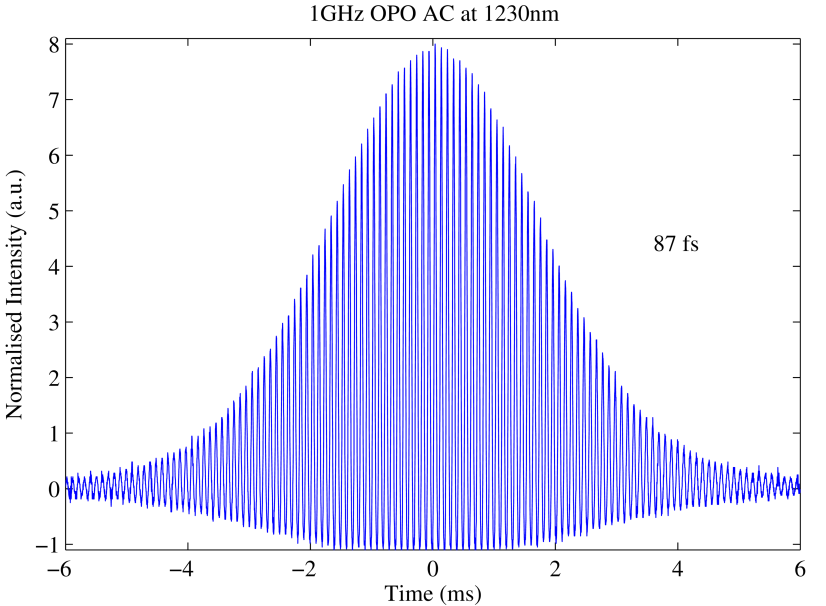 1GHz OPO AC at 1230nm
8
7
6
5
4
3
2
1
0
−1
Normalised Intensity (a.u.)
87 fs
−6 −4 −2 0 2 4 6
Time (ms)